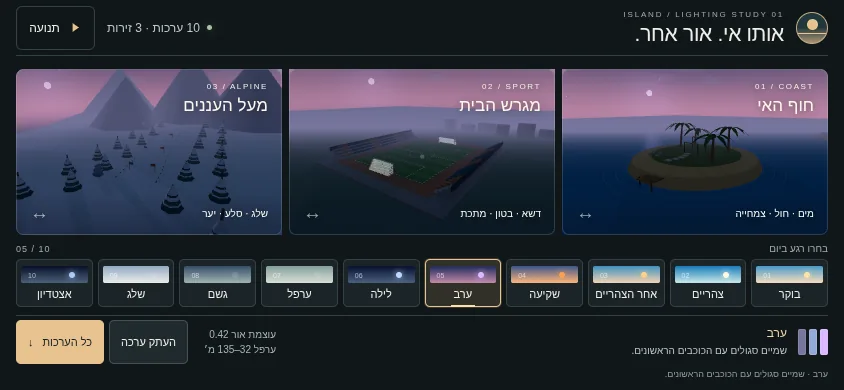 ISLAND / LIGHTING STUDY 01
אותו אי. אור אחר.
10 ערכות · 3 זירות
תנועה
01 / COAST
חוף האי
מים · חול · צמחייה
02 / SPORT
מגרש הבית
דשא · בטון · מתכת
03 / ALPINE
מעל העננים
שלג · סלע · יער
בחרו רגע ביום
05 / 10
01
בוקר
02
צהריים
03
אחר הצהריים
04
שקיעה
05
ערב
06
לילה
07
ערפל
08
גשם
09
שלג
10
אצטדיון
ערב
שמיים סגולים עם הכוכבים הראשונים.
עוצמת אור 0.42
ערפל 32–135 מ׳
העתק ערכה
כל הערכות ↓
ערב · שמיים סגולים עם הכוכבים הראשונים.